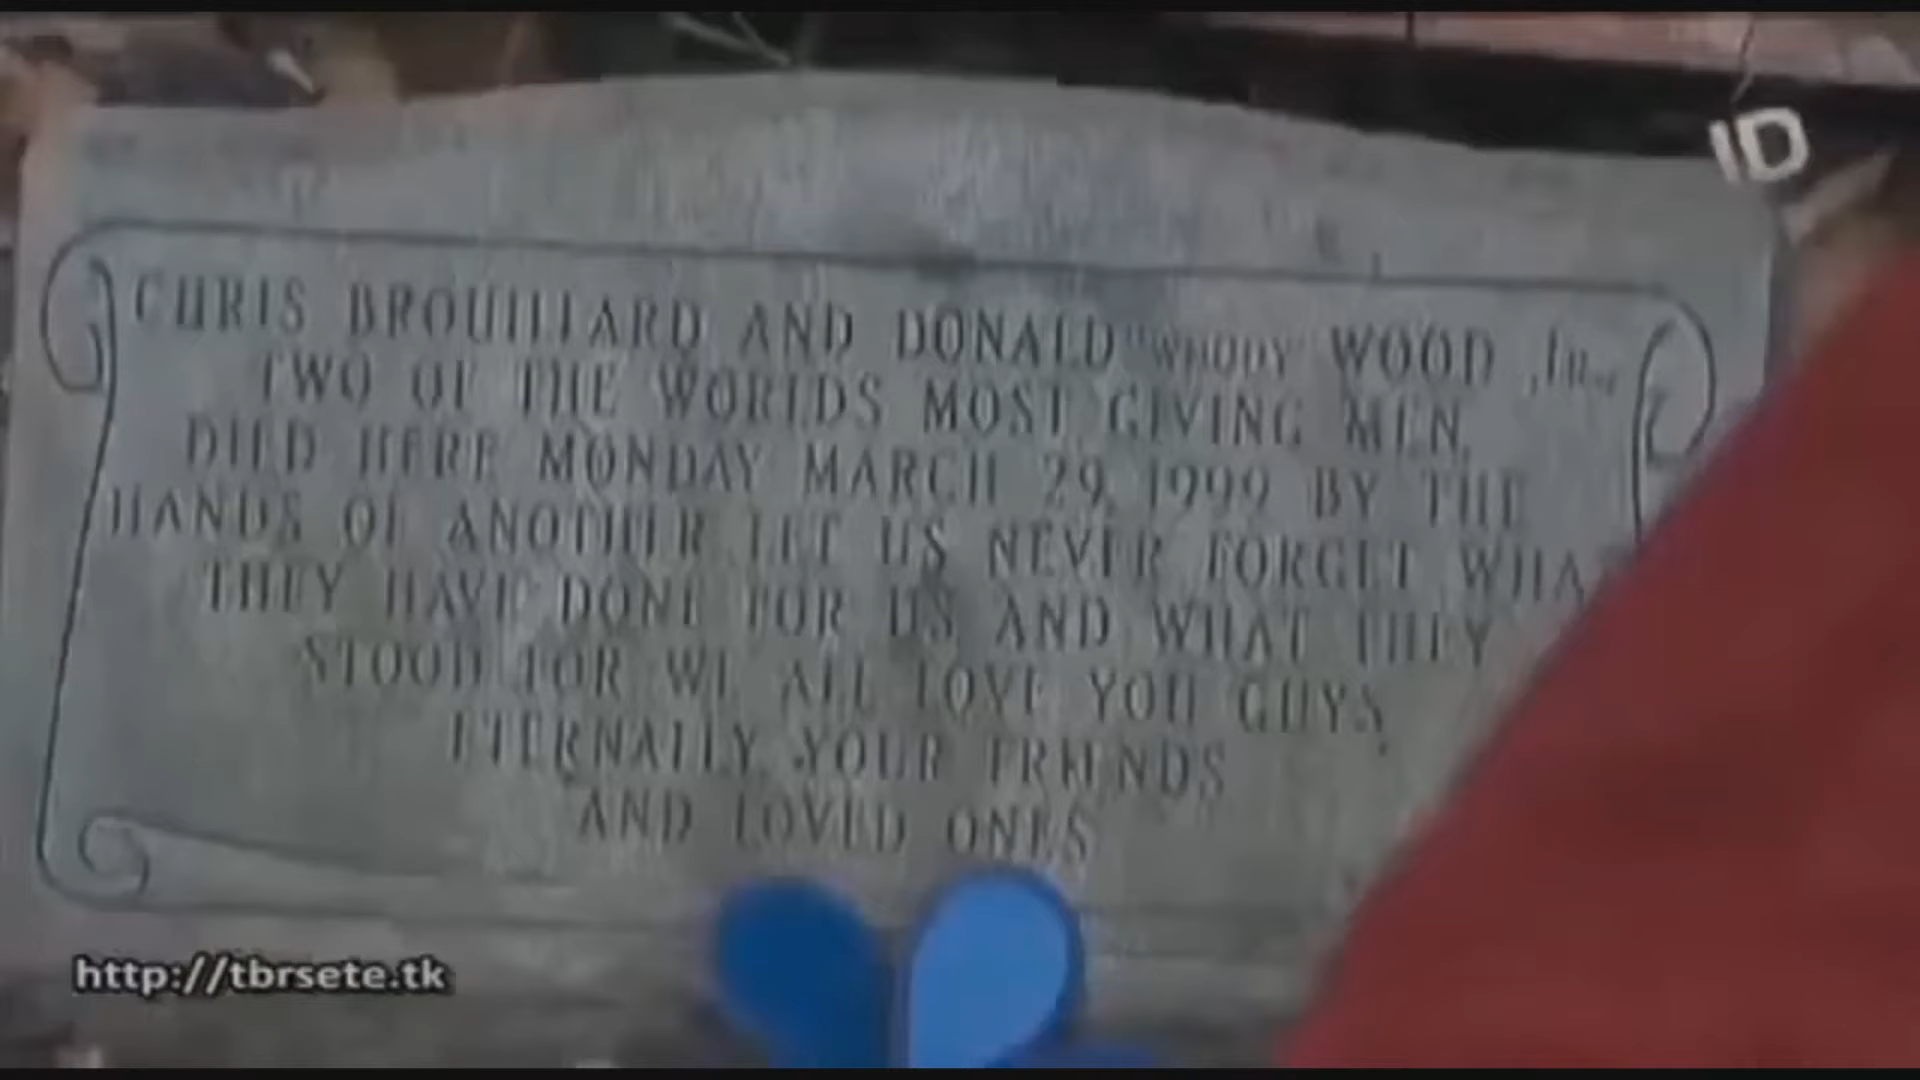 ID
CHRIS BROUILLARD AND DONALD "WHODY" WOOD JR.,
TWO OF THE WORLDS MOST GIVING MEN,
DIED HERE MONDAY MARCH 29, 1999 BY THE
HANDS OF ANOTHER LET US NEVER FORGET WHA
THEY HAVE DONE FOR US AND WHAT THEY
STOOD FOR WE ALL LOVE YOU GUYS,
ETERNALLY YOUR FRIENDS
AND LOVED ONES
http://tbrsete.tk